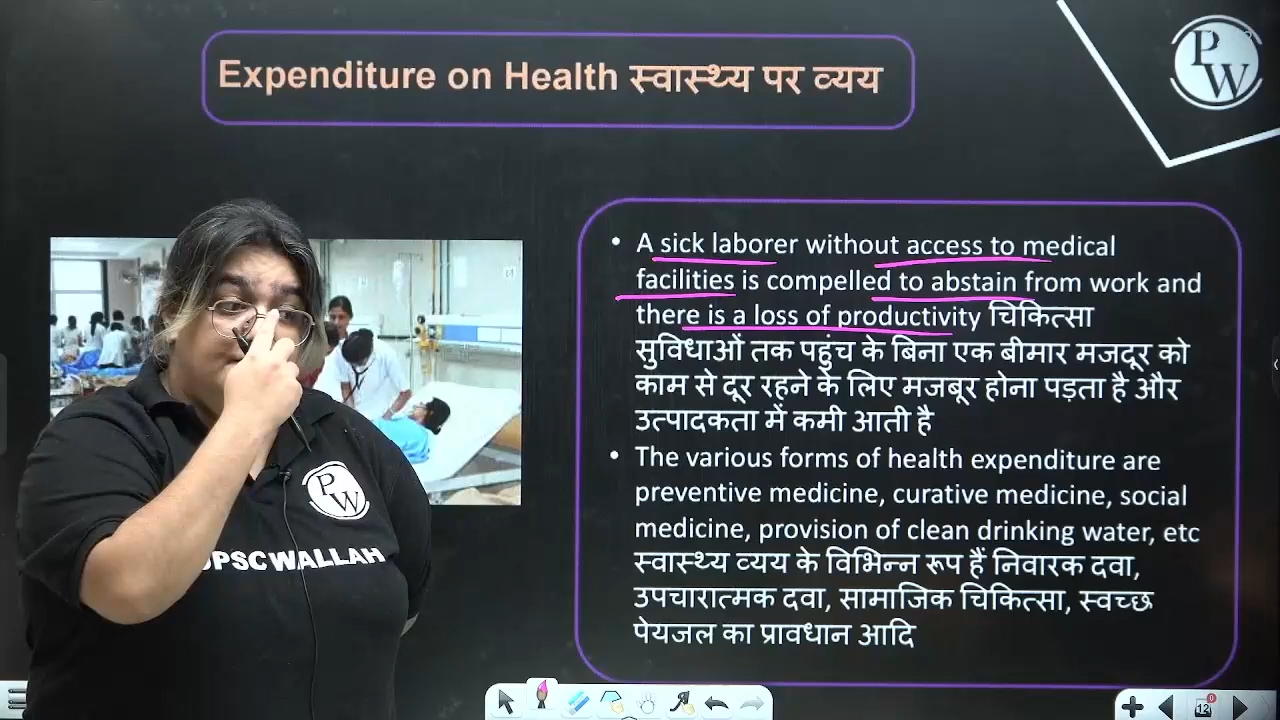 Expenditure on Health स्वास्थ्य पर व्यय
PW
• A sick laborer without access to medical
facilities is compelled to abstain from work and
there is a loss of productivity चिकित्सा
सुविधाओं तक पहुंच के बिना एक बीमार मजदूर को
काम से दूर रहने के लिए मजबूर होना पड़ता है और
उत्पादकता में कमी आती है
• The various forms of health expenditure are
preventive medicine, curative medicine, social
medicine, provision of clean drinking water, etc
स्वास्थ्य व्यय के विभिन्न रूप हैं निवारक दवा,
उपचारात्मक दवा, सामाजिक चिकित्सा, स्वच्छ
पेयजल का प्रावधान आदि
PW
UPSC WALLAH
12